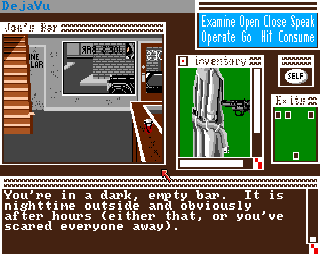 DejaVu
Examine Open Close Speak
Operate Go Hit Consume
Joe's Bar
Inventory
SELF
Exits
You're in a dark, empty bar. It is
nighttime outside and obviously
after hours (either that, or you've
scared everyone away).